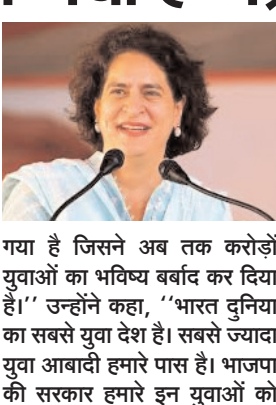 गया है जिसने अब तक करोड़ों
युवाओं का भविष्य बर्बाद कर दिया
है।'' उन्होंने कहा, ''भारत दुनिया
का सबसे युवा देश है। सबसे ज्यादा
युवा आबादी हमारे पास है। भाजपा
की सरकार हमारे इन युवाओं को